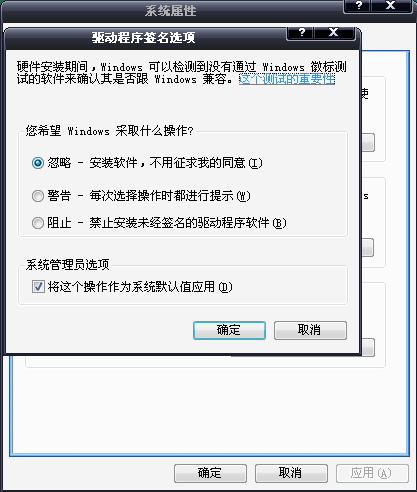 系统属性
驱动程序签名选项
硬件安装期间，Windows 可以检测到没有通过 Windows 徽标测
试的软件来确认其是否跟 Windows 兼容。这个测试的重要性
使
您希望 Windows 采取什么操作?
忽略 - 安装软件，不用征求我的同意(I)
警告 - 每次选择操作时都进行提示(W)
s
阻止 - 禁止安装未经签名的驱动程序软件(B)
系统管理员选项
将这个操作作为系统默认值应用(D)
确定
取消
确定
取消
应用(A)